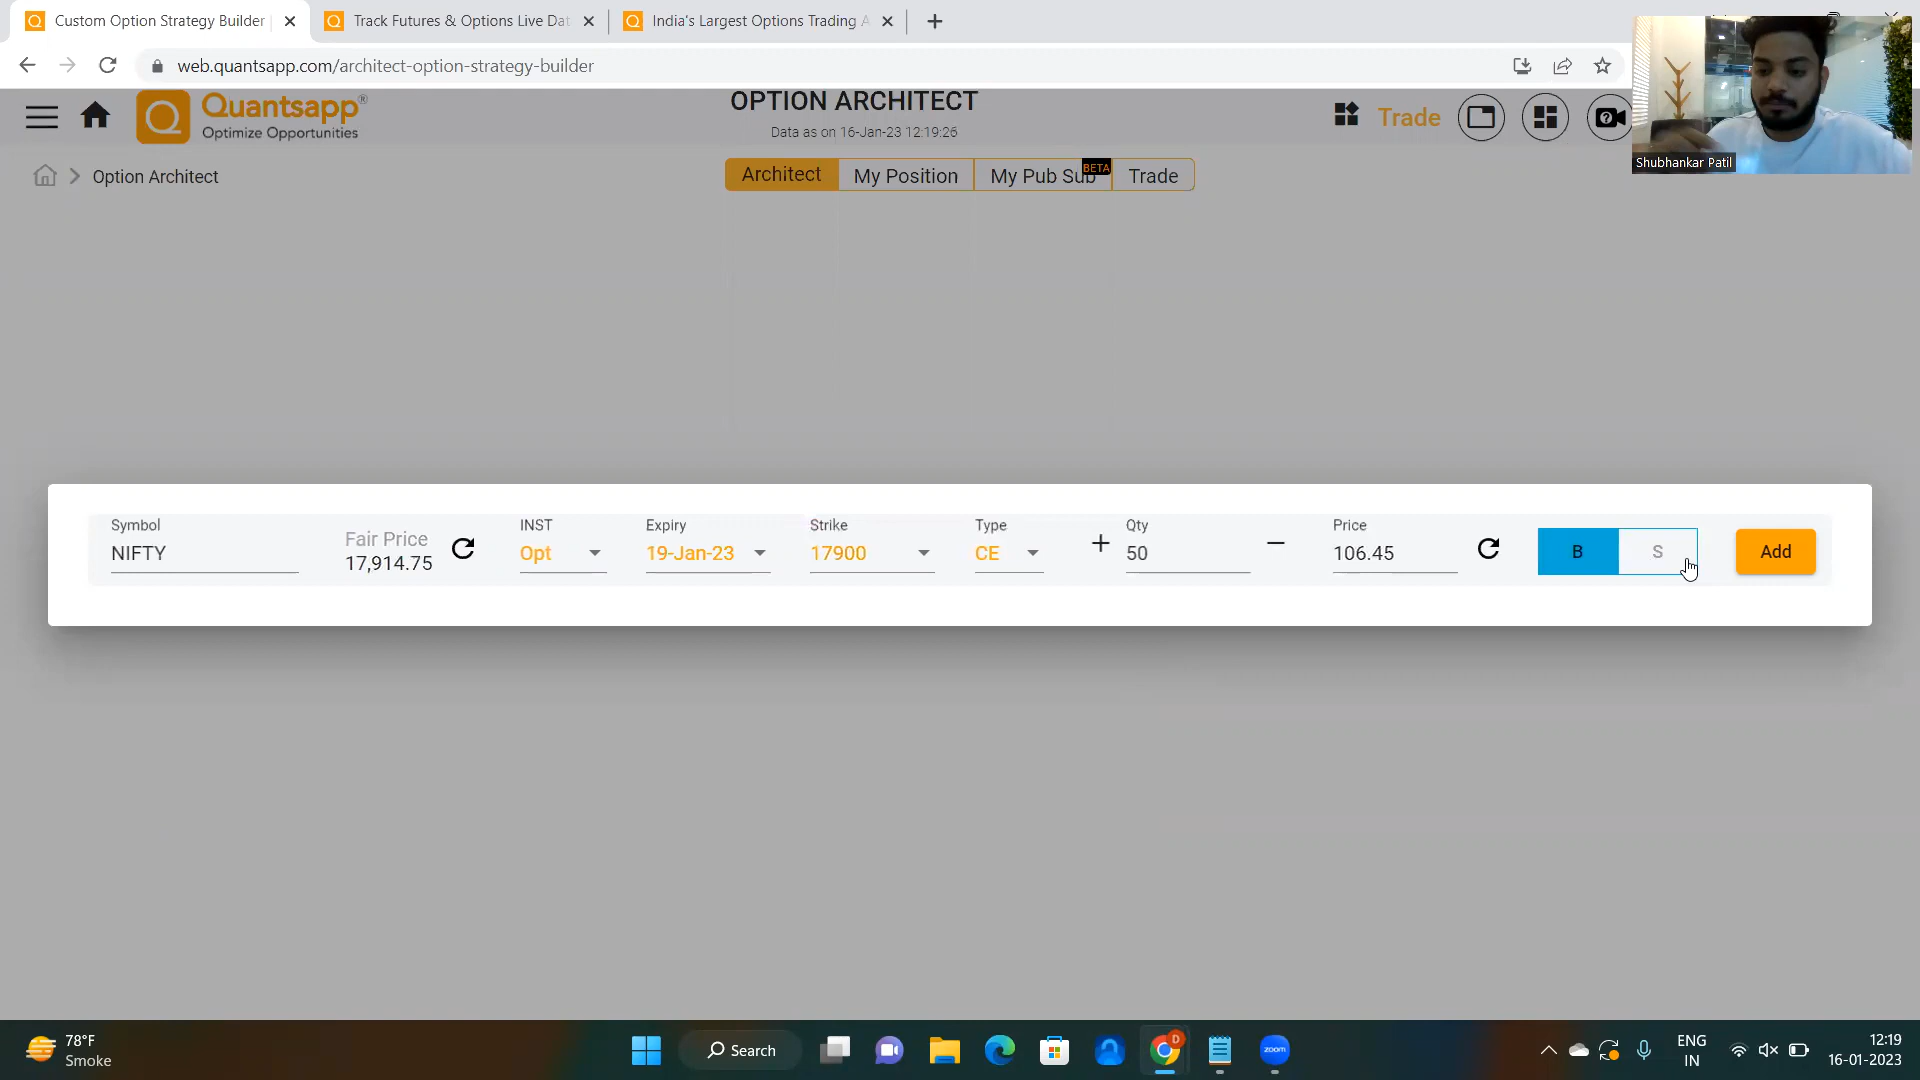 Custom Option Strategy Builder
Track Futures & Options Live Dat
India's Largest Options Trading A
web.quantsapp.com/architect-option-strategy-builder
Quantsapp®
Optimize Opportunities
OPTION ARCHITECT
Data as on 16-Jan-23 12:19:26
Trade
Shubhankar Patil
Option Architect
Architect
My Position
My Pub Sub
BETA
Trade
Symbol
NIFTY
Fair Price
17,914.75
INST
Opt
Expiry
19-Jan-23
Strike
17900
Type
CE
+
Qty
50
−
Price
106.45
B
S
Add
78°F
Smoke
Search
D
zoom
ENG
IN
12:19
16-01-2023